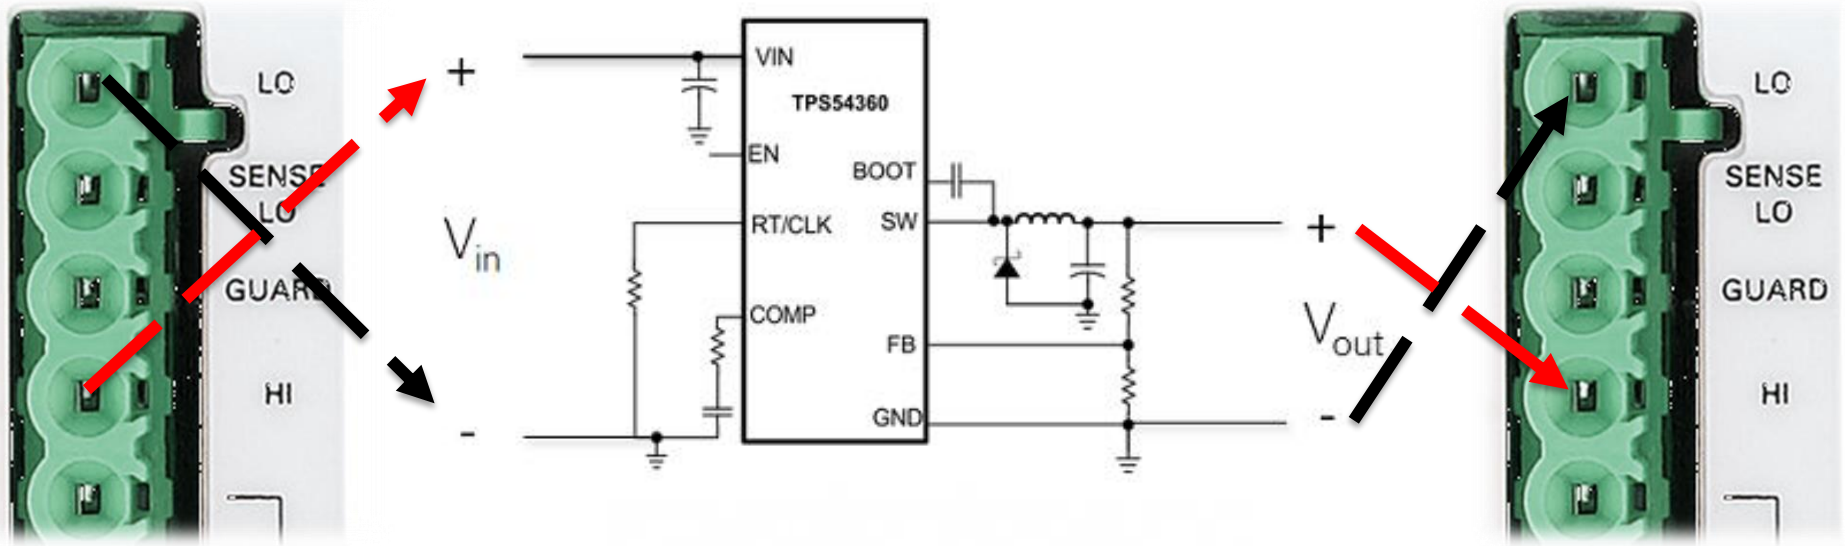 LO
SENSE
LO
GUARD
HI
+
Vin
-
VIN
TPS54360
EN
BOOT
RT/CLK
SW
COMP
FB
GND
+
Vout
-
LO
SENSE
LO
GUARD
HI